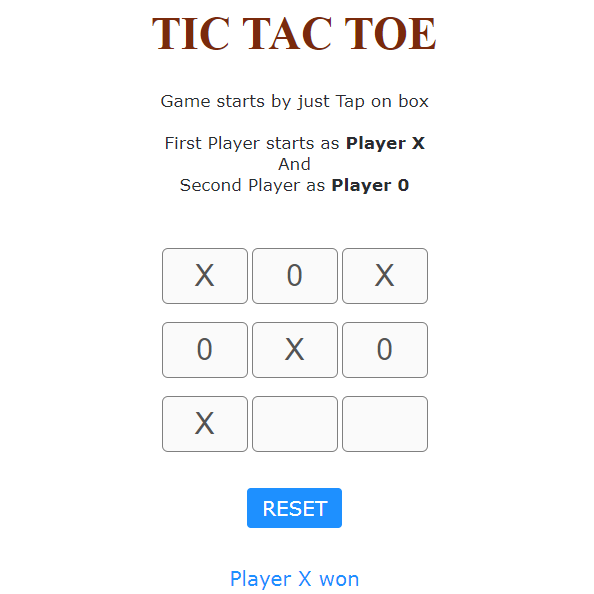 TIC TAC TOE
Game starts by just Tap on box
First Player starts as Player X
And
Second Player as Player 0
X 0 X
0 X 0
X
RESET
Player X won